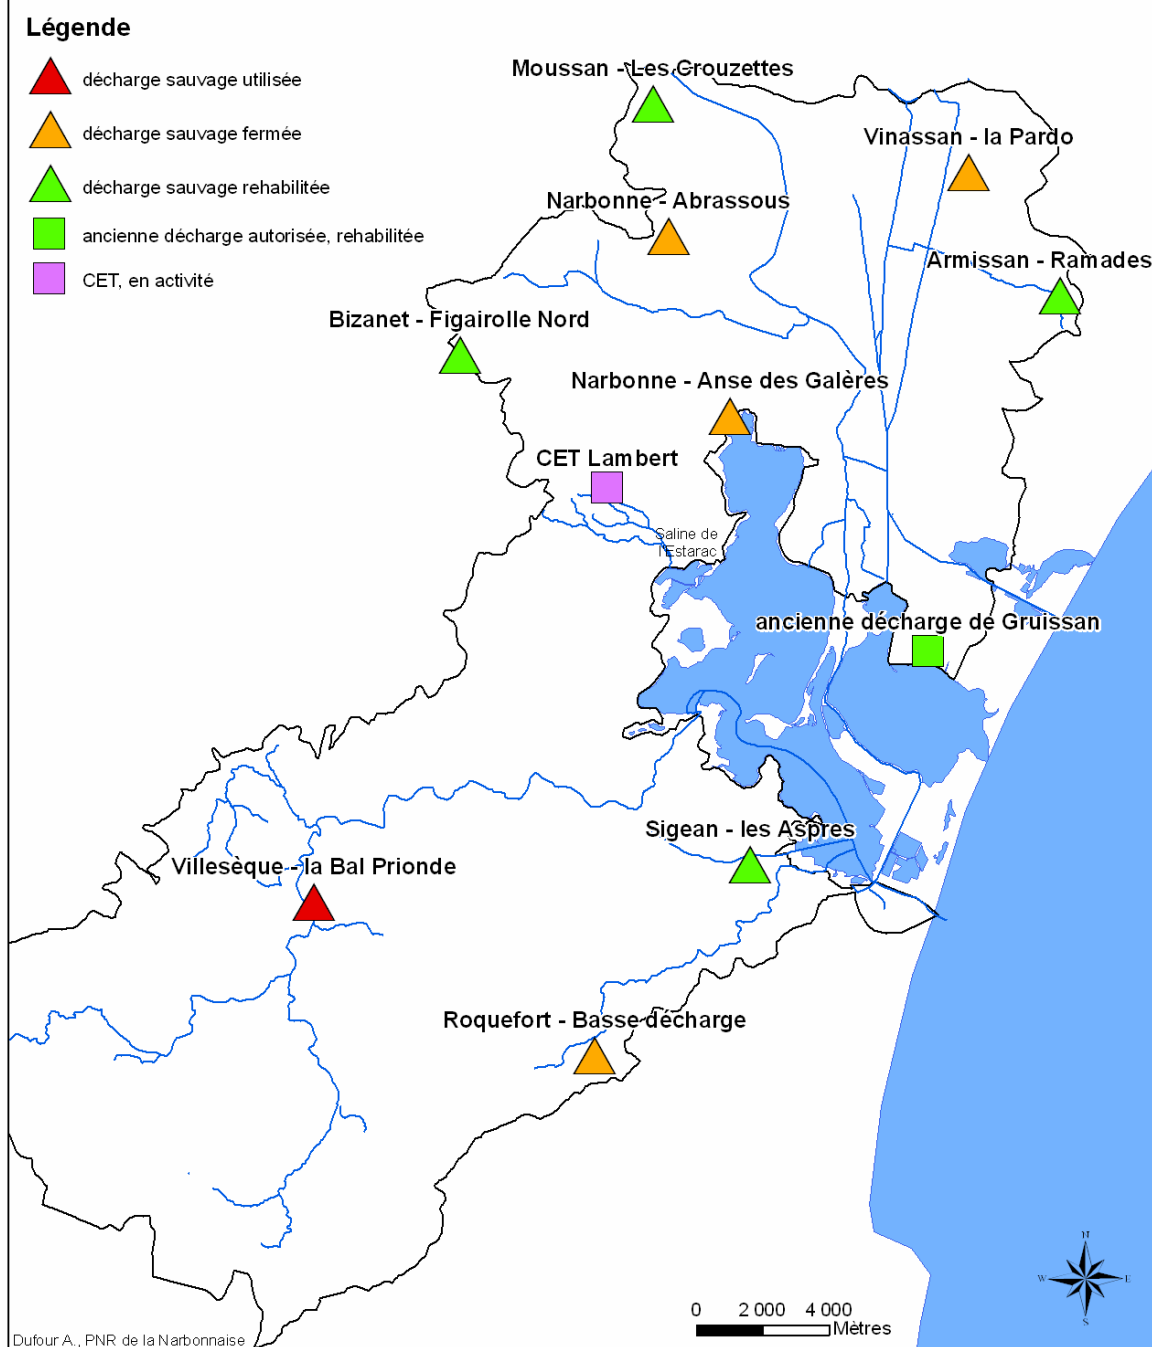 Légende
décharge sauvage utilisée
décharge sauvage fermée
décharge sauvage rehabilitée
ancienne décharge autorisée, rehabilitée
CET, en activité
Moussan - Les Crouzettes
Vinassan - la Pardo
Narbonne - Abrassous
Armissan - Ramades
Bizanet - Figairolle Nord
Narbonne - Anse des Galères
CET Lambert
Saline de
l'Estarac
ancienne décharge de Gruissan
Sigean - les Aspres
Villesèque - la Bal Prionde
Roquefort - Basse décharge
N
W
E
S
0 2 000 4 000
Mètres
Dufour A., PNR de la Narbonnaise